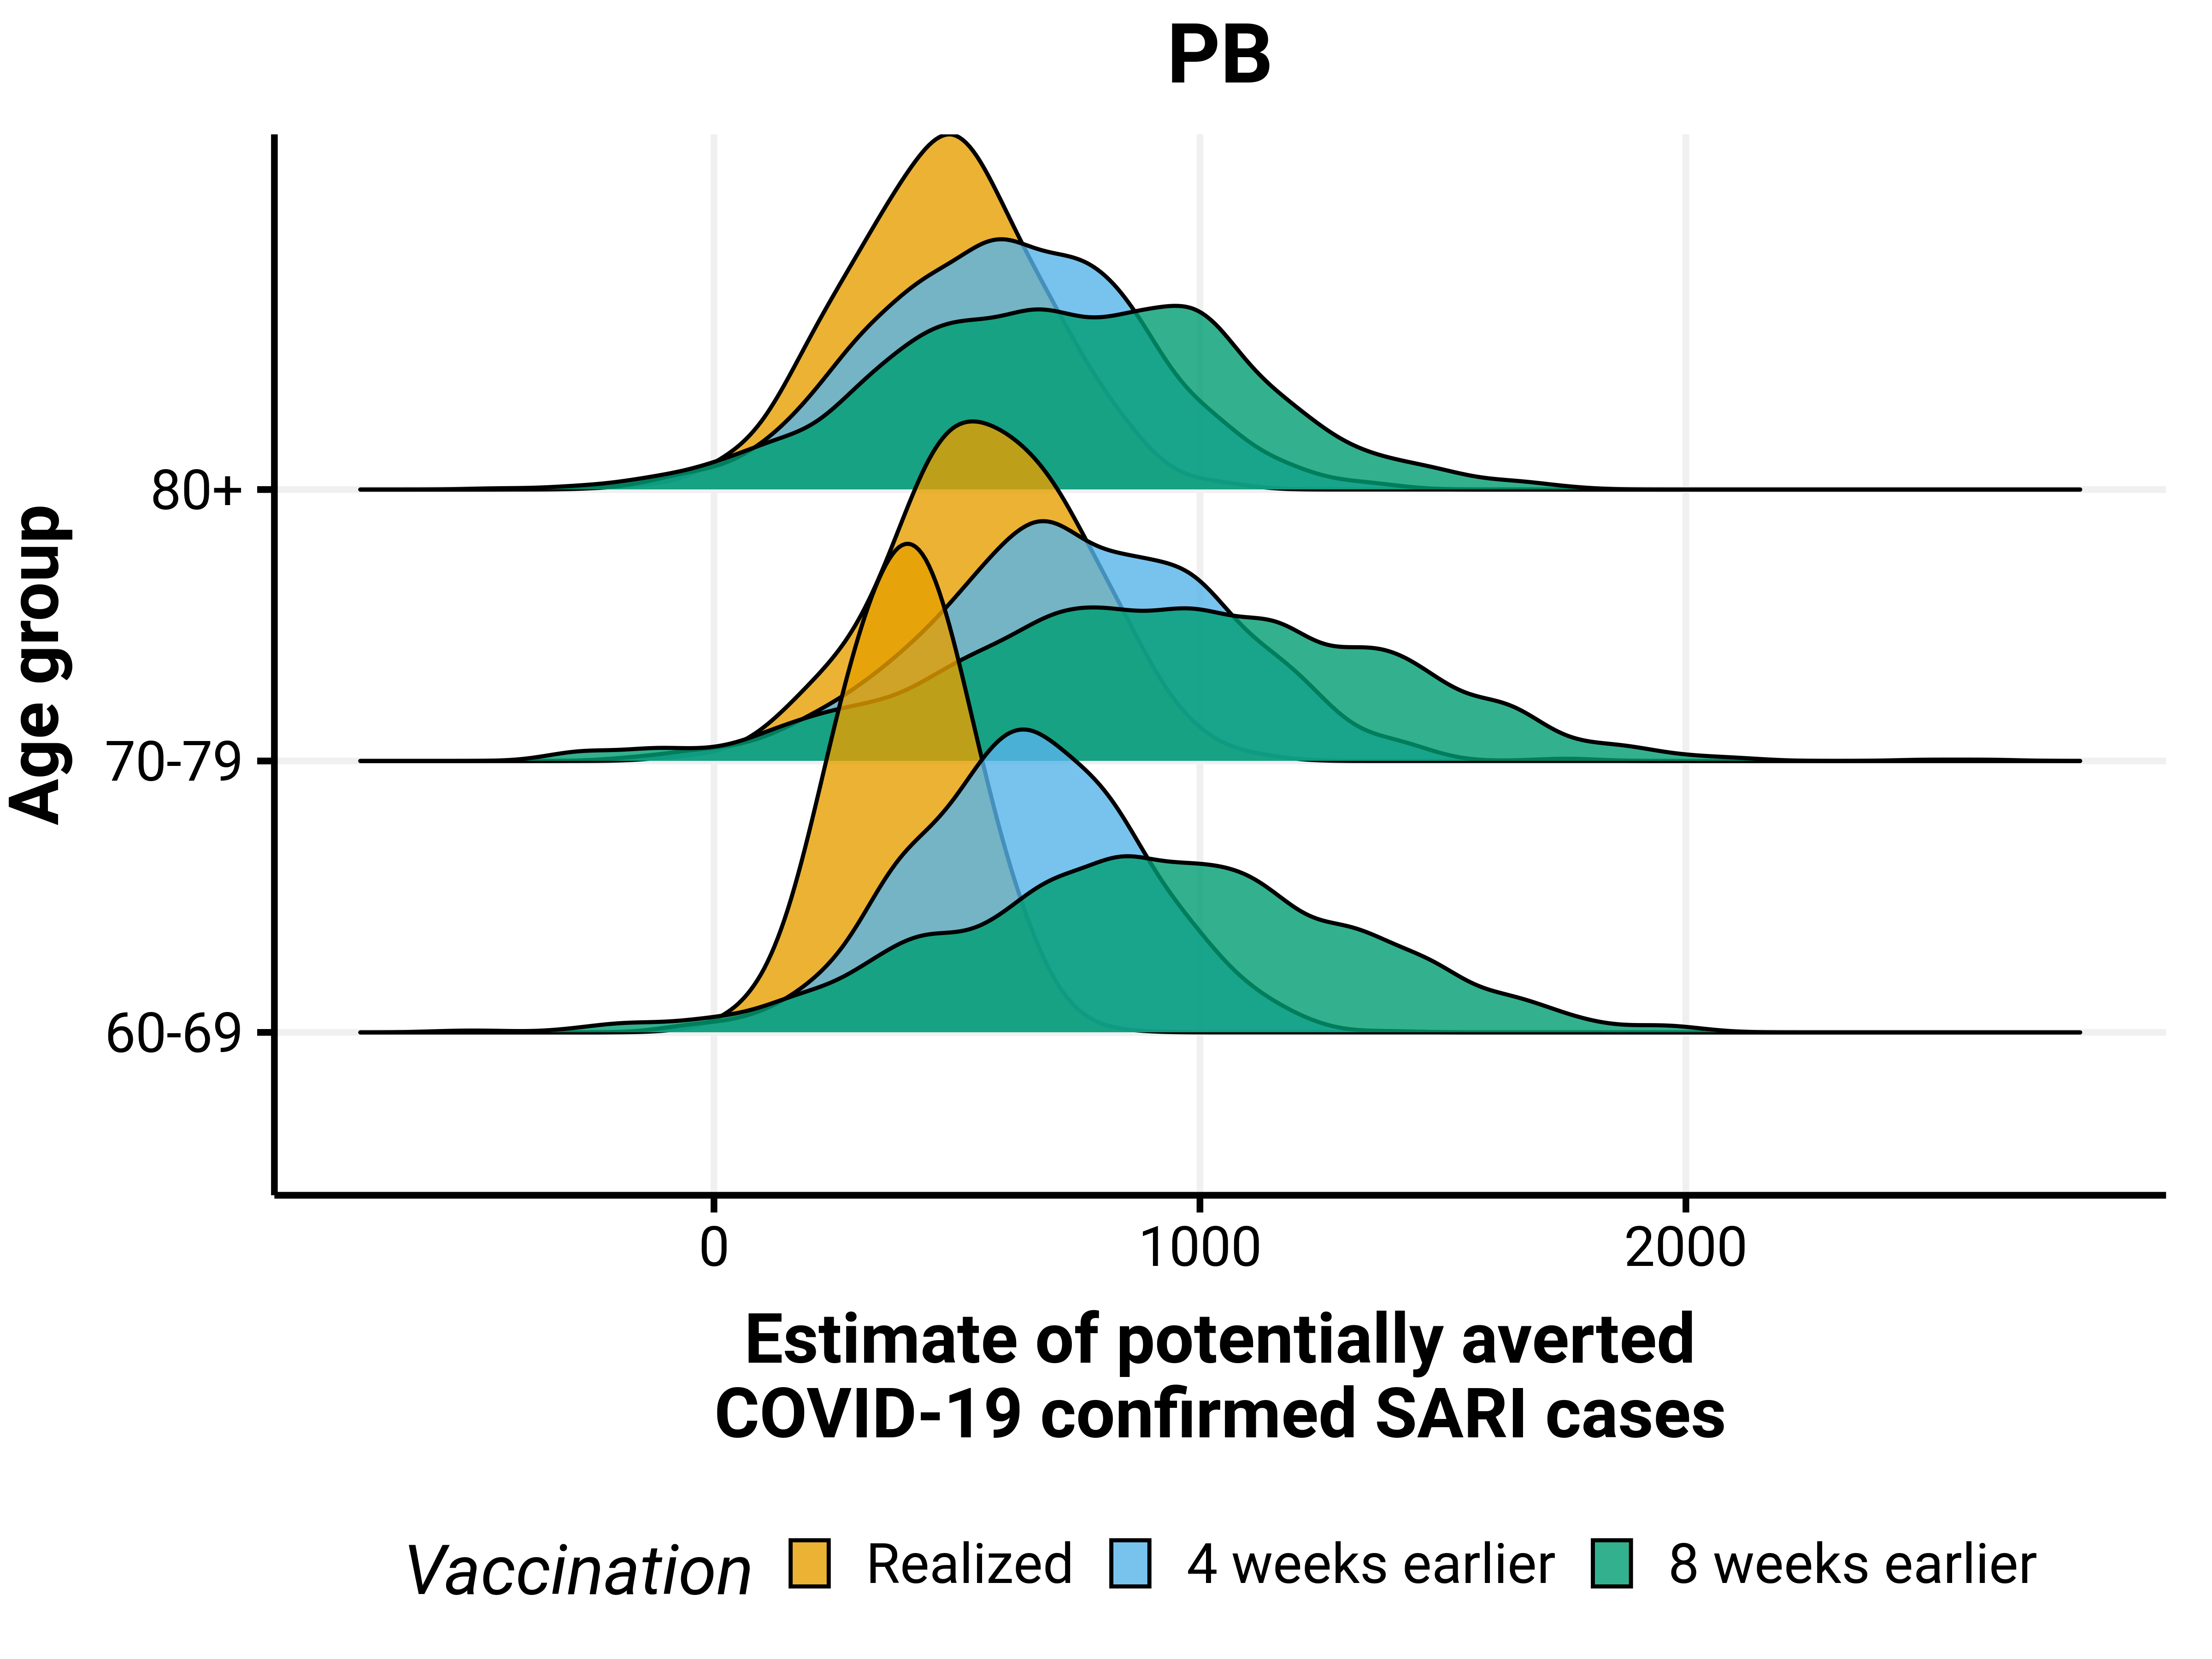 PB
Age group
80+
70-79
60-69
0 1000 2000
Estimate of potentially averted
COVID-19 confirmed SARI cases
Vaccination Realized 4 weeks earlier 8 weeks earlier